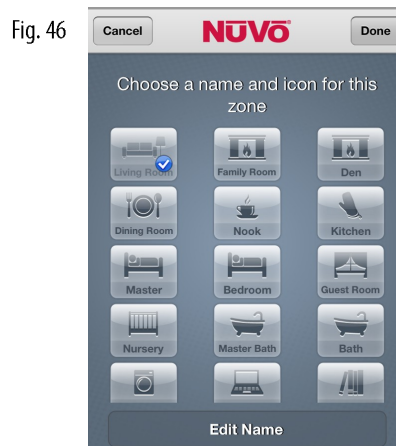 Fig. 46
Cancel
NŪVŌ
Done
Choose a name and icon for this
zone
Living Room
Family Room
Den
Dining Room
Nook
Kitchen
Master
Bedroom
Guest Room
Nursery
Master Bath
Bath
Edit Name